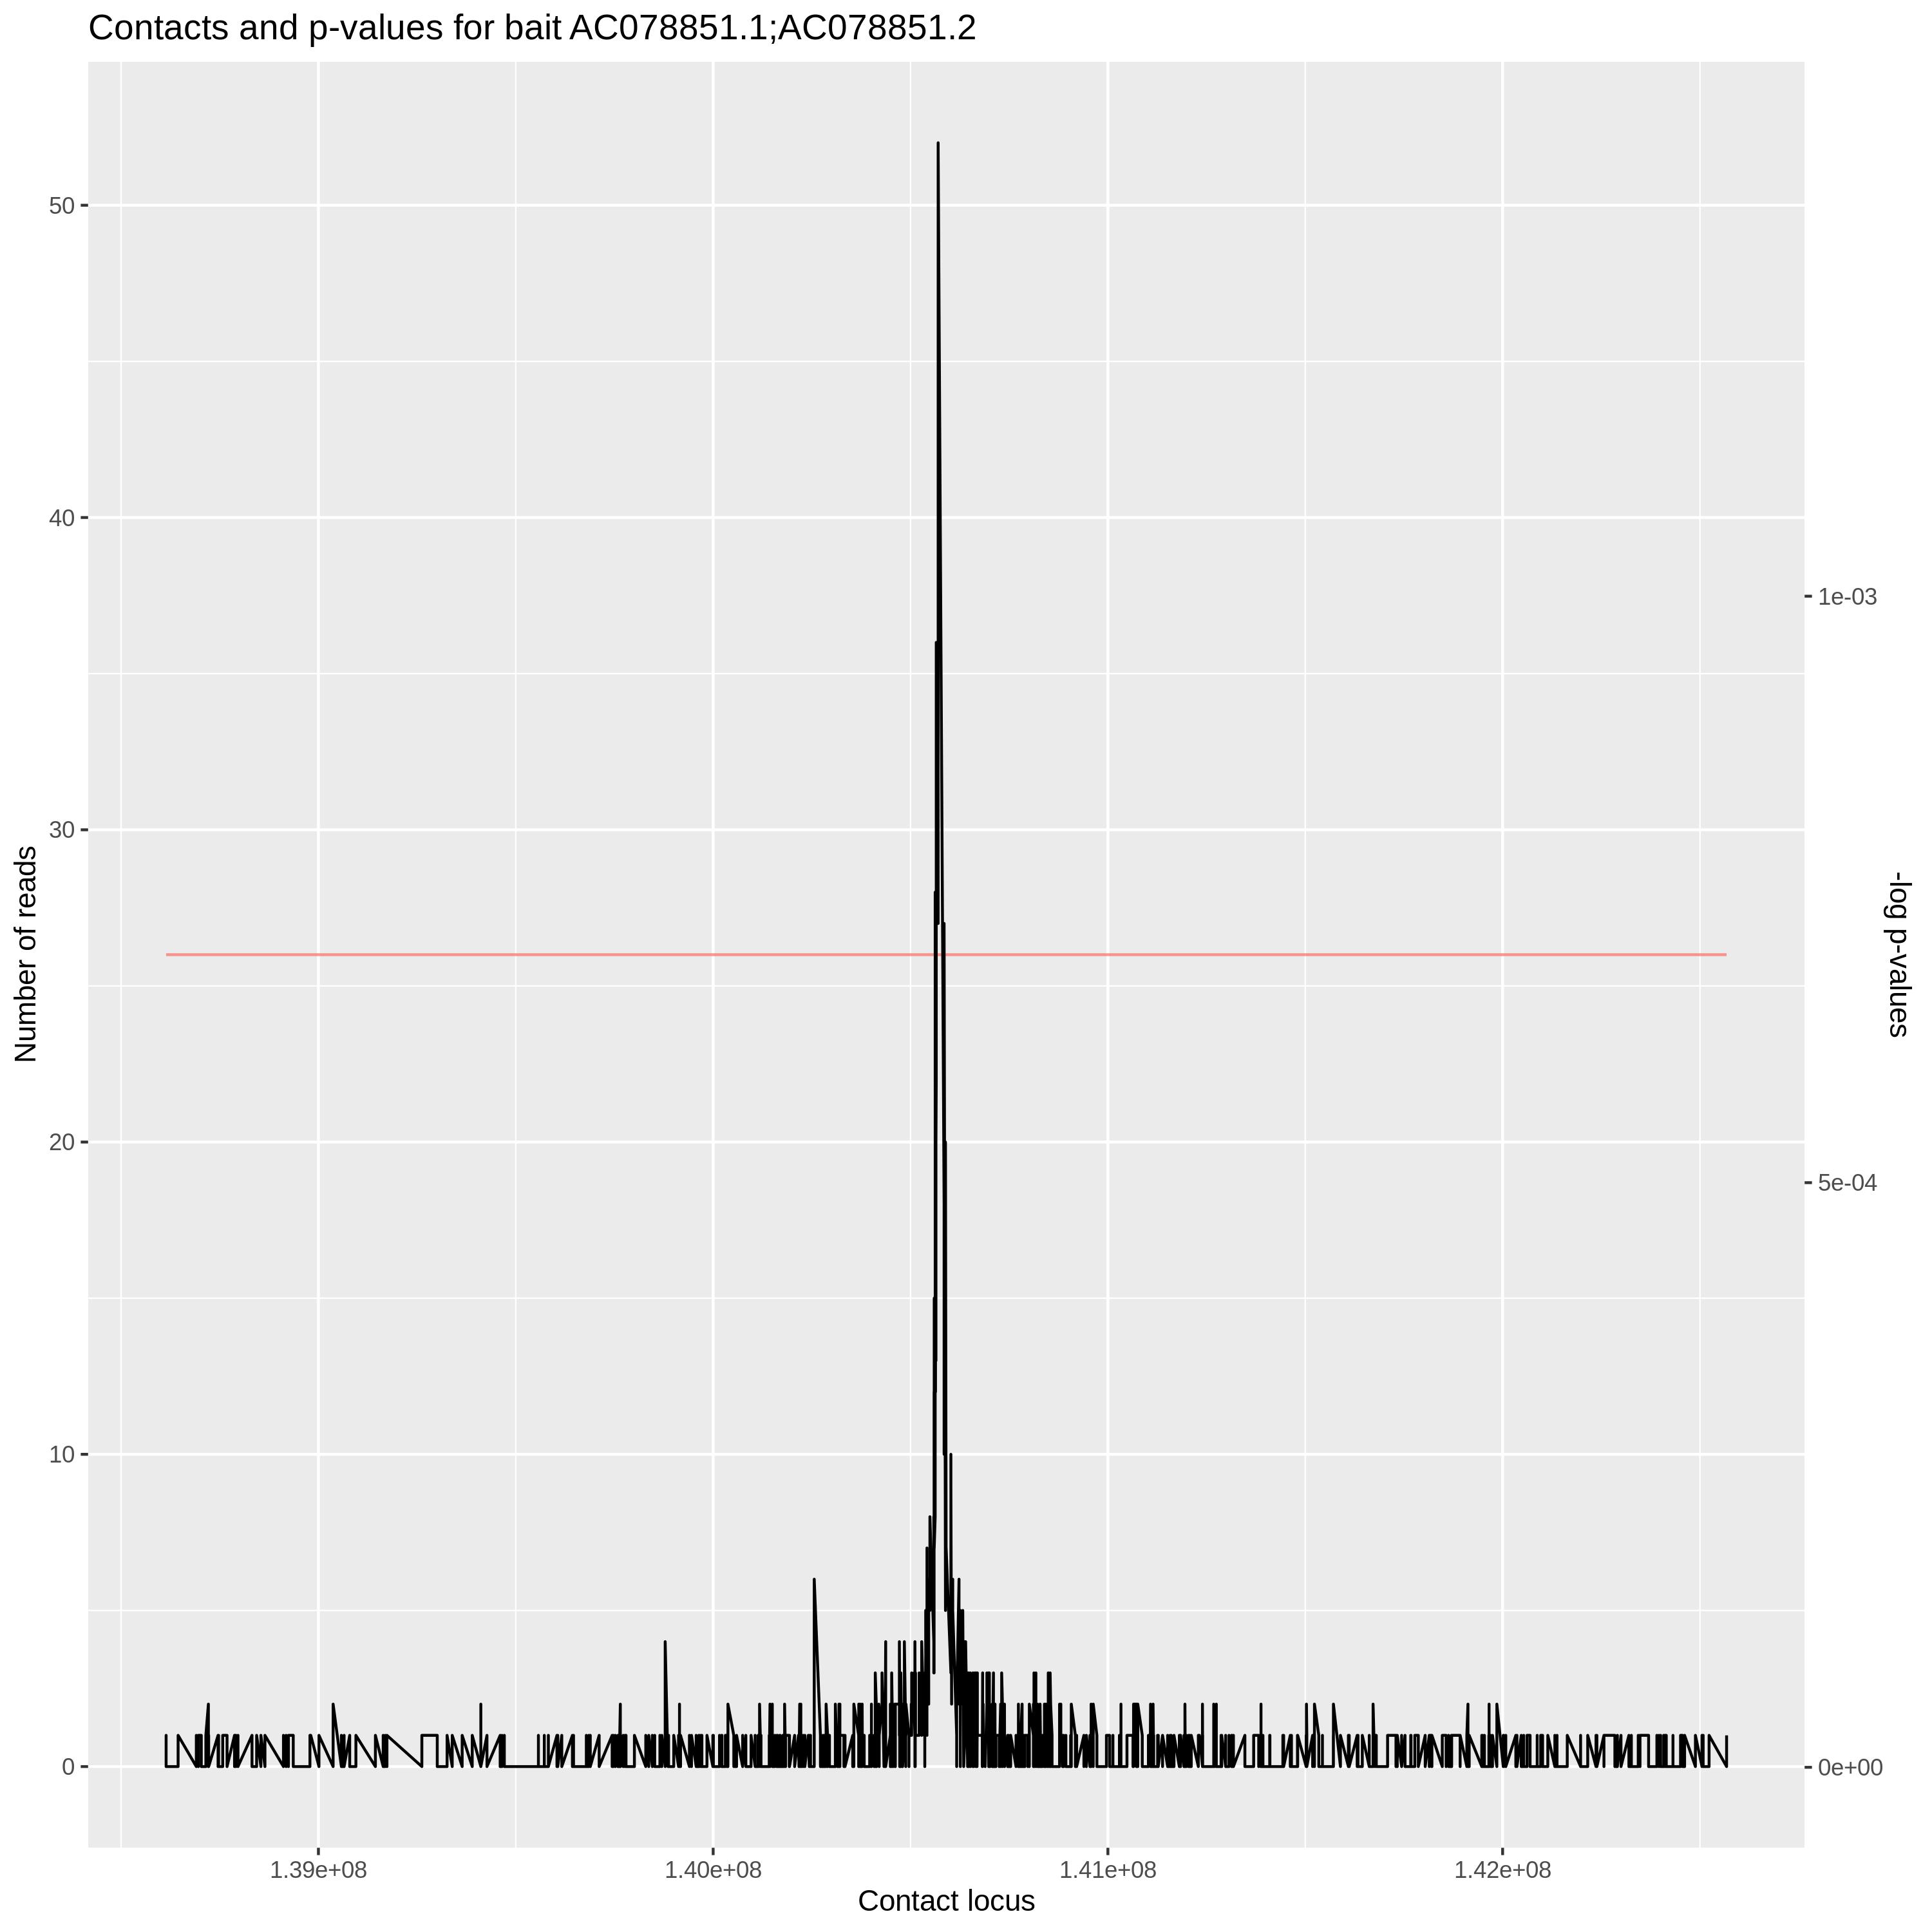 Contacts and p-values for bait AC078851.1;AC078851.2
50
40
30
20
10
0
Number of reads
1e-03
5e-04
0e+00
-log p-values
1.39e+08
1.40e+08
1.41e+08
1.42e+08
Contact locus